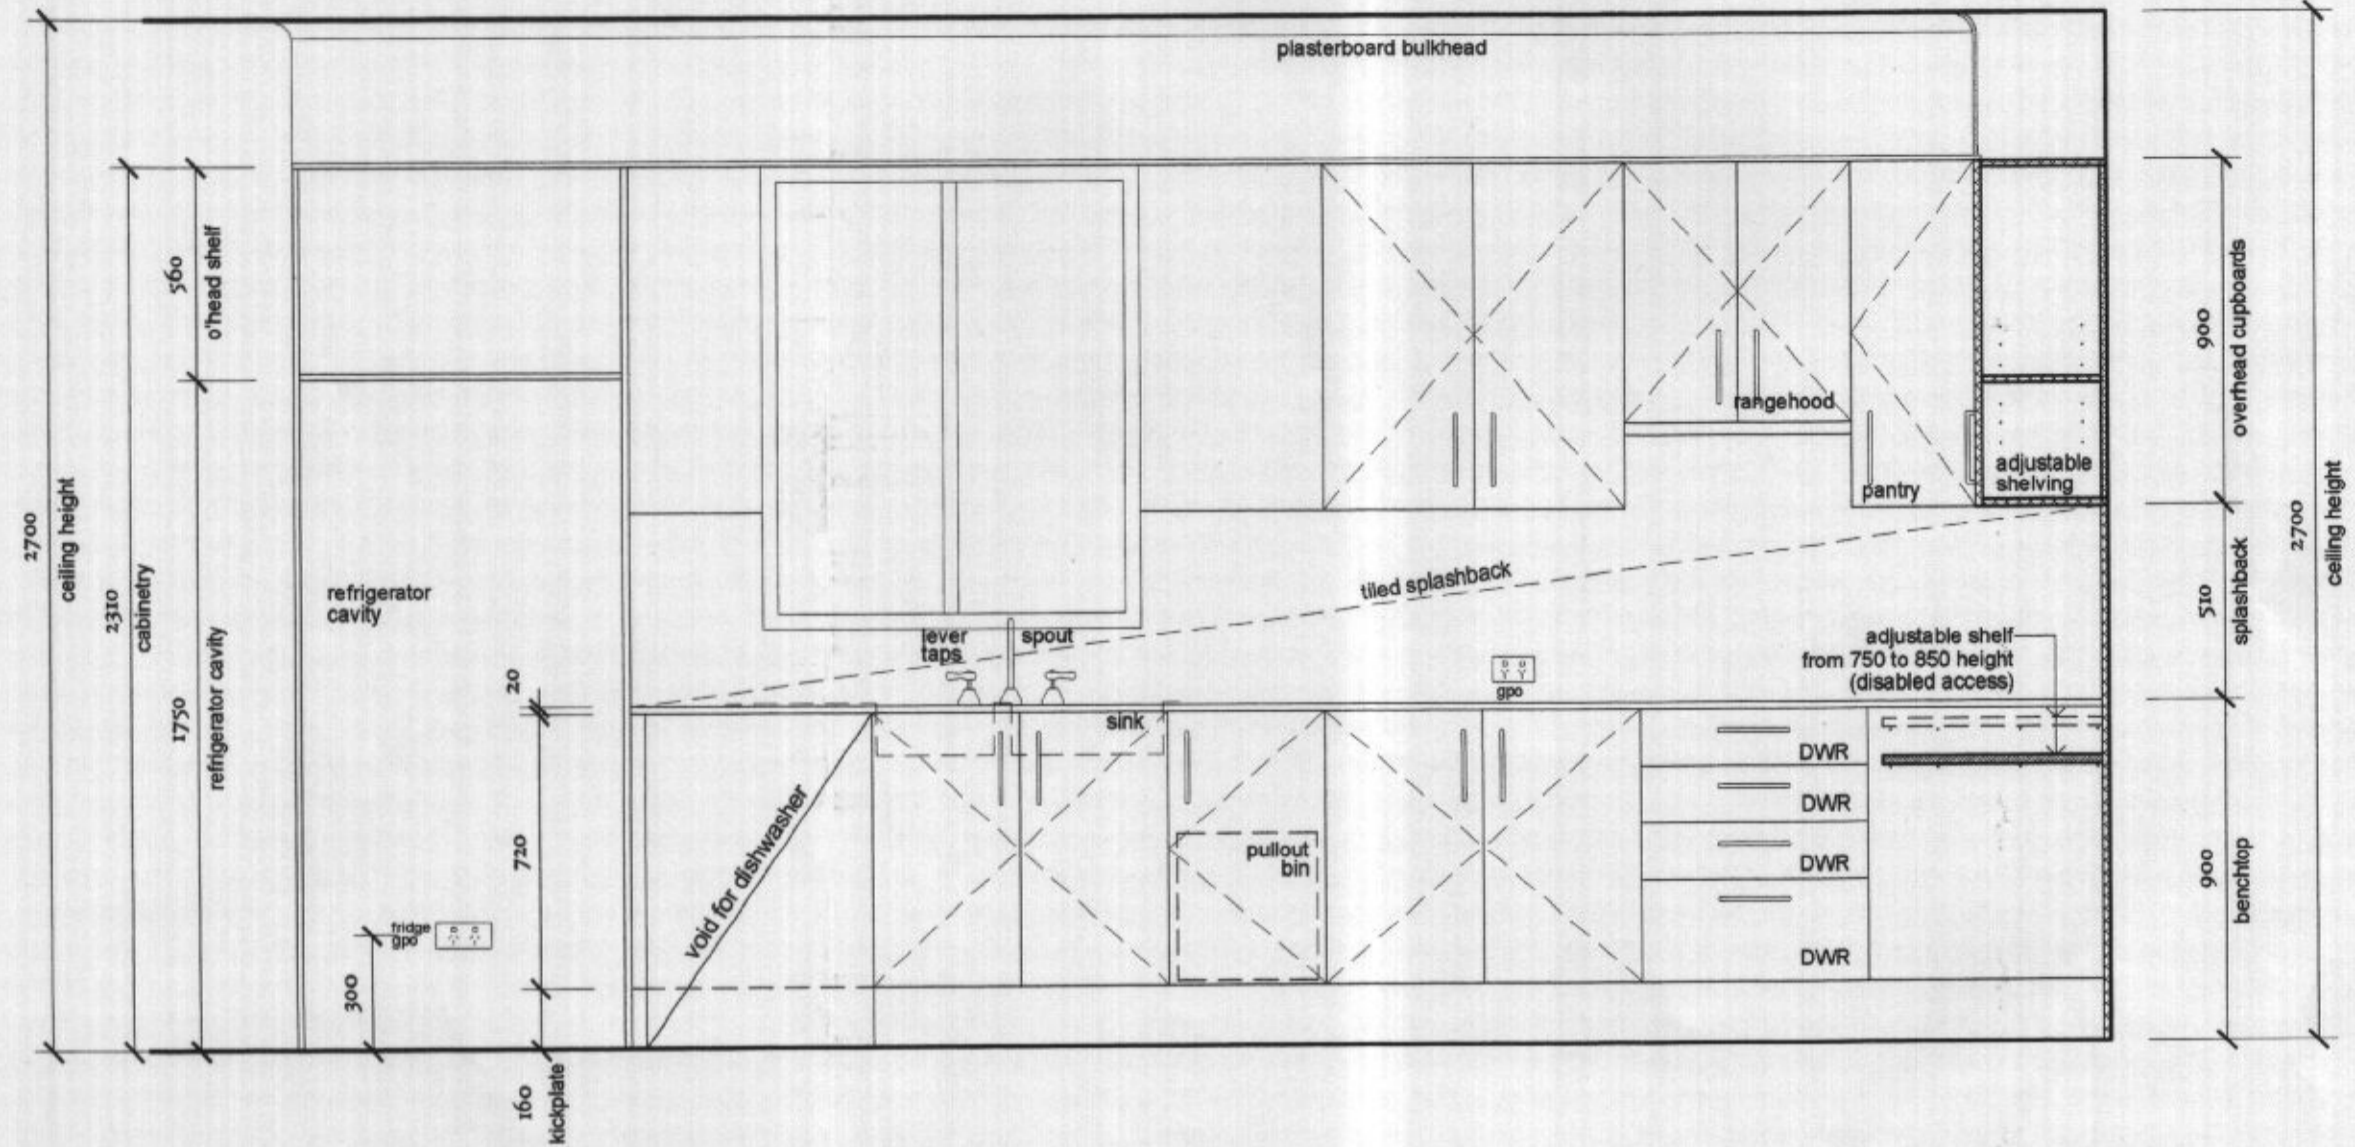 plasterboard bulkhead
2700
ceiling height
2310
cabinetry
560
o'head shelf
1750
refrigerator cavity
refrigerator
cavity
fridge
gpo
300
20
720
160
kickplate
void for dishwasher
lever
taps
spout
sink
pullout
bin
tiled splashback
gpo
rangehood
pantry
adjustable
shelving
adjustable shelf
from 750 to 850 height
(disabled access)
DWR
DWR
DWR
DWR
900
overhead cupboards
510
splashback
900
benchtop
2700
ceiling height